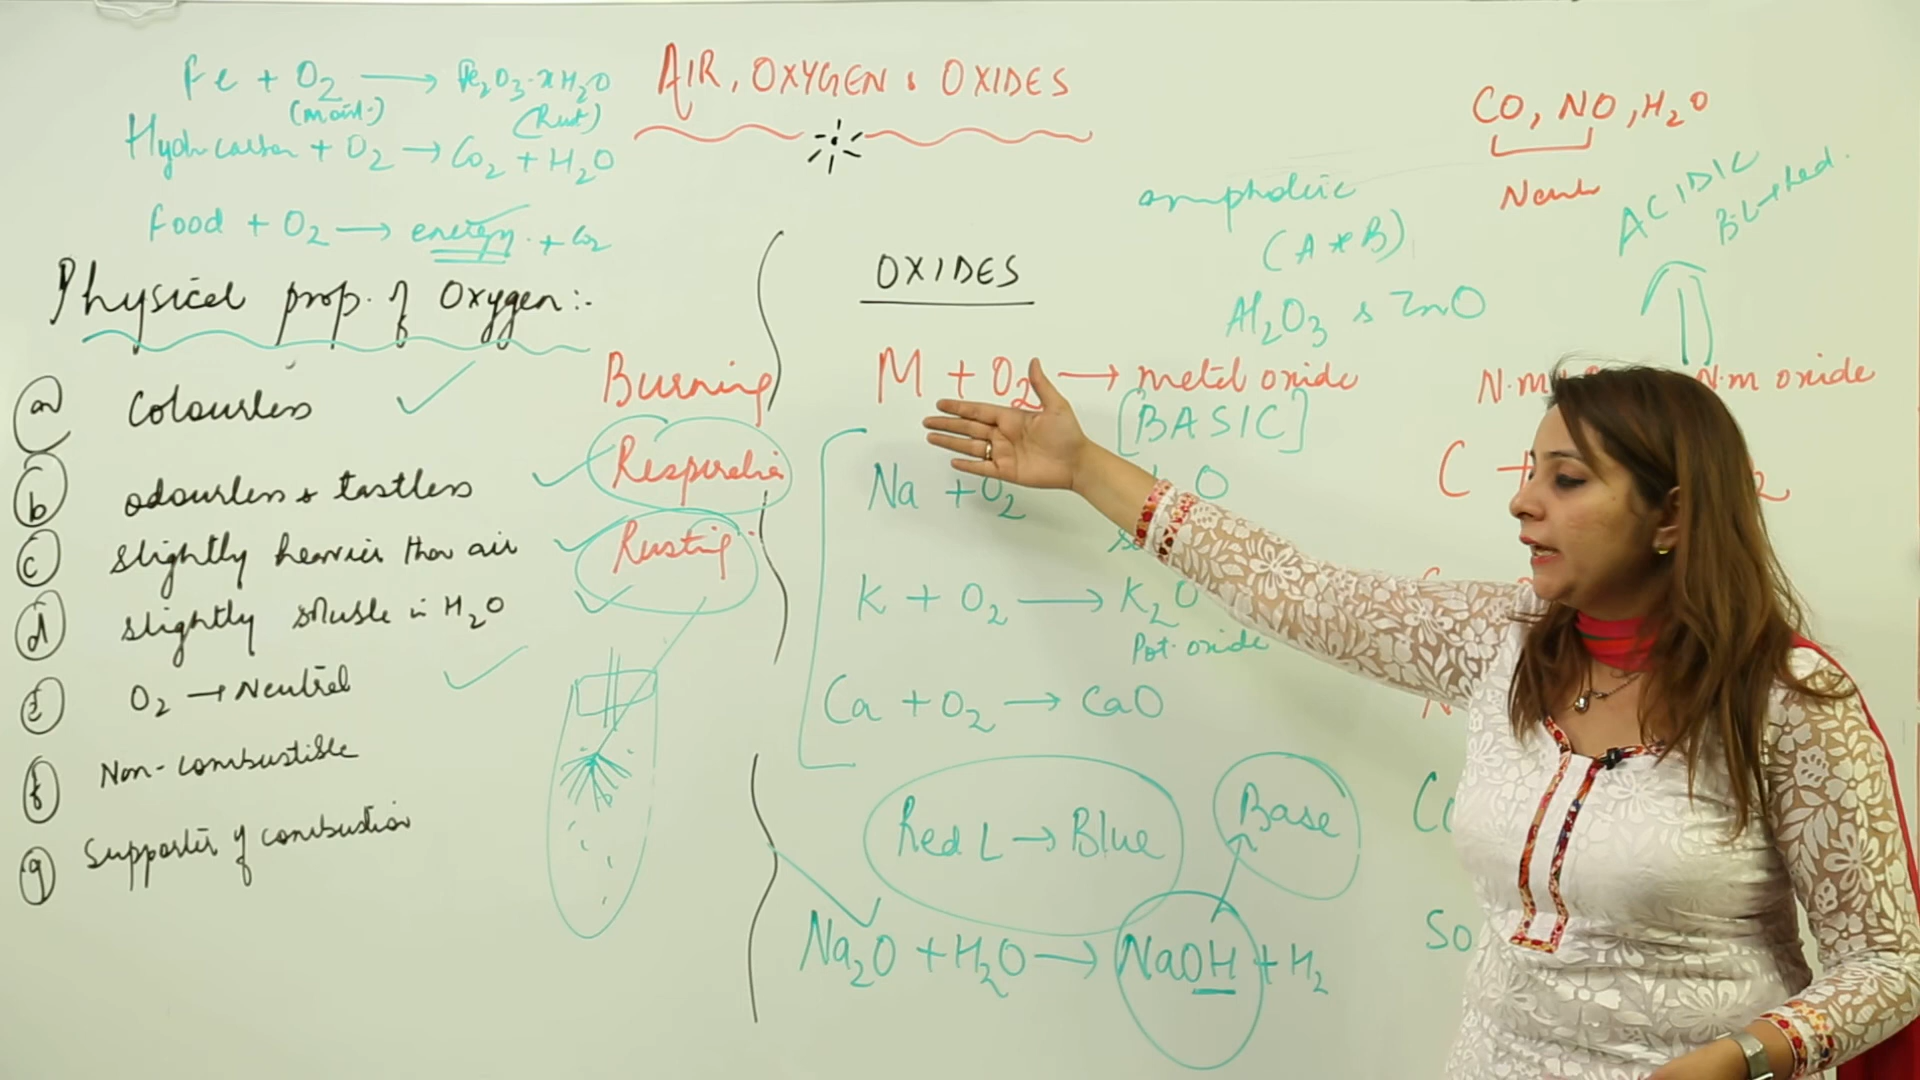 Fe + O2 → Fe2O3·xH2O
(moist.) (Rust)
Hydrocarbon + O2 → CO2 + H2O
Food + O2 → energy + CO2
AIR, OXYGEN & OXIDES
CO, NO, H2O
ACIDIC
B.L → Red.
amphoteric
(A & B)
Al2O3 & ZnO
Physical prop. of Oxygen:-
a Colourless
b odourless & tastless
c slightly heavier than air
d slightly soluble in H2O
O2 → Neutral
f Non-combustible
g Supporter of combustion
Burning
Respiration
Rusting
OXIDES
M + O2 → metal oxide
[BASIC]
Na + O2
O
K + O2 → K2O
Pot. oxide
Ca + O2 → CaO
Red L → Blue
Base
Na2O + H2O → NaOH + H2
N.m oxide
C +
2